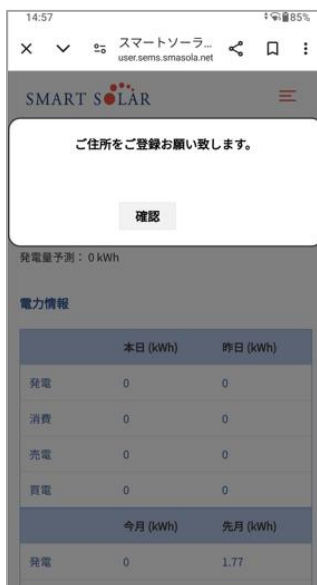 14:57
85%
スマートソーラ...
user.sems.smasola.net
SMART SOLAR
ご住所をご登録お願い致します。
確認
発電量予測： 0 kWh
電力情報
本日 (kWh) 昨日 (kWh)
発電 0 0
消費 0 0
売電 0 0
買電 0 0
今月 (kWh) 先月 (kWh)
発電 0 1.77